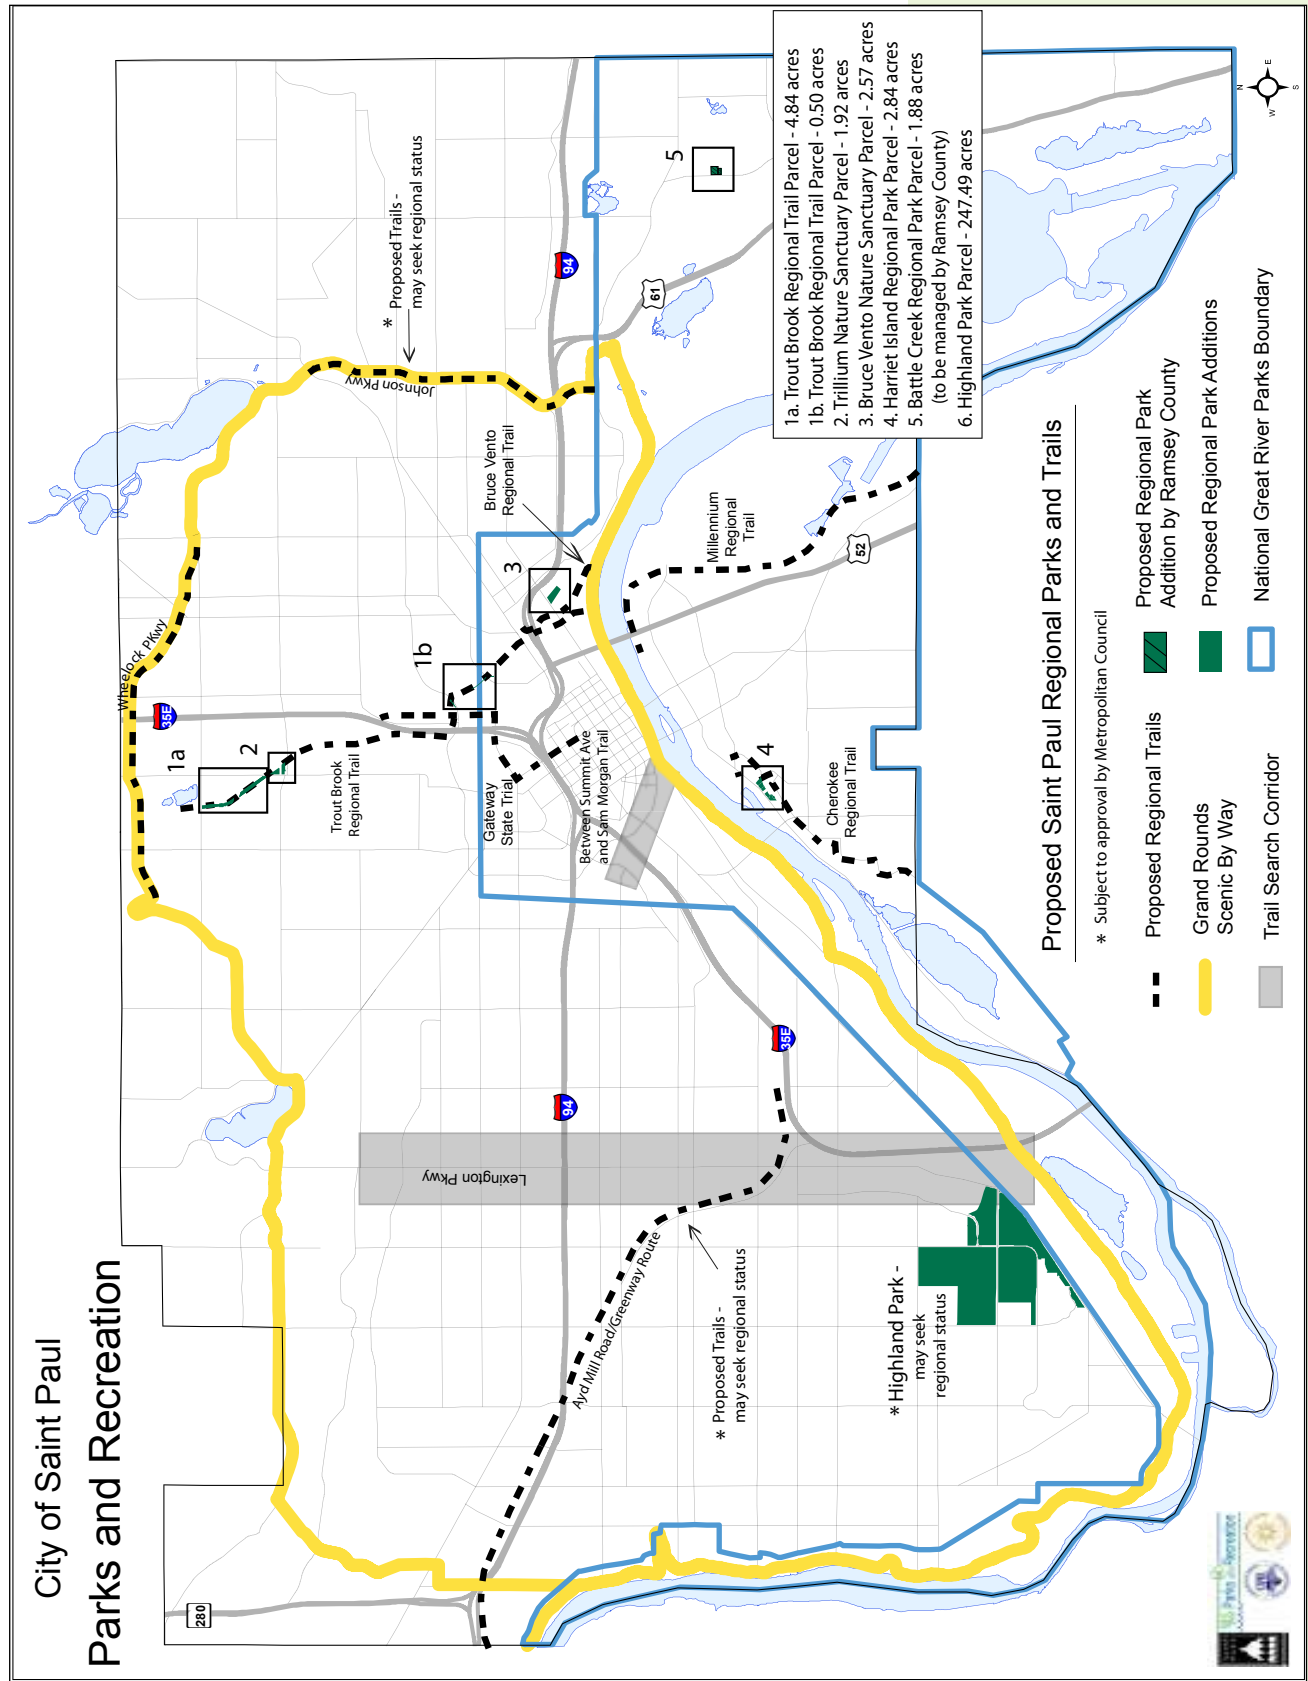 City of Saint Paul
Parks and Recreation
280
Wheelock PKwy
35E
1a
2
Trout Brook
Regional Trail
1b
Gateway
State Trial
Between Summit Ave
and Sam Morgan Trail
3
Bruce Vento
Regional Trail
Johnson PKwy
* Proposed Trails -
may seek regional status
94
61
5
Millennium
Regional
Trail
52
4
Cherokee
Regional Trail
35E
94
Lexington Pkwy
Ayd Mill Road/Greenway Route
* Proposed Trails -
may seek regional status
* Highland Park -
may seek
regional status
1a. Trout Brook Regional Trail Parcel - 4.84 acres
1b. Trout Brook Regional Trail Parcel - 0.50 acres
2. Trillium Nature Sanctuary Parcel - 1.92 arces
3. Bruce Vento Nature Sanctuary Parcel - 2.57 acres
4. Harriet Island Regional Park Parcel - 2.84 acres
5. Battle Creek Regional Park Parcel - 1.88 acres
(to be managed by Ramsey County)
6. Highland Park Parcel - 247.49 acres
N
E
S
W
Proposed Saint Paul Regional Parks and Trails
* Subject to approval by Metropolitan Council
Proposed Regional Trails
Grand Rounds
Scenic By Way
Trail Search Corridor
Proposed Regional Park
Addition by Ramsey County
Proposed Regional Park Additions
National Great River Parks Boundary